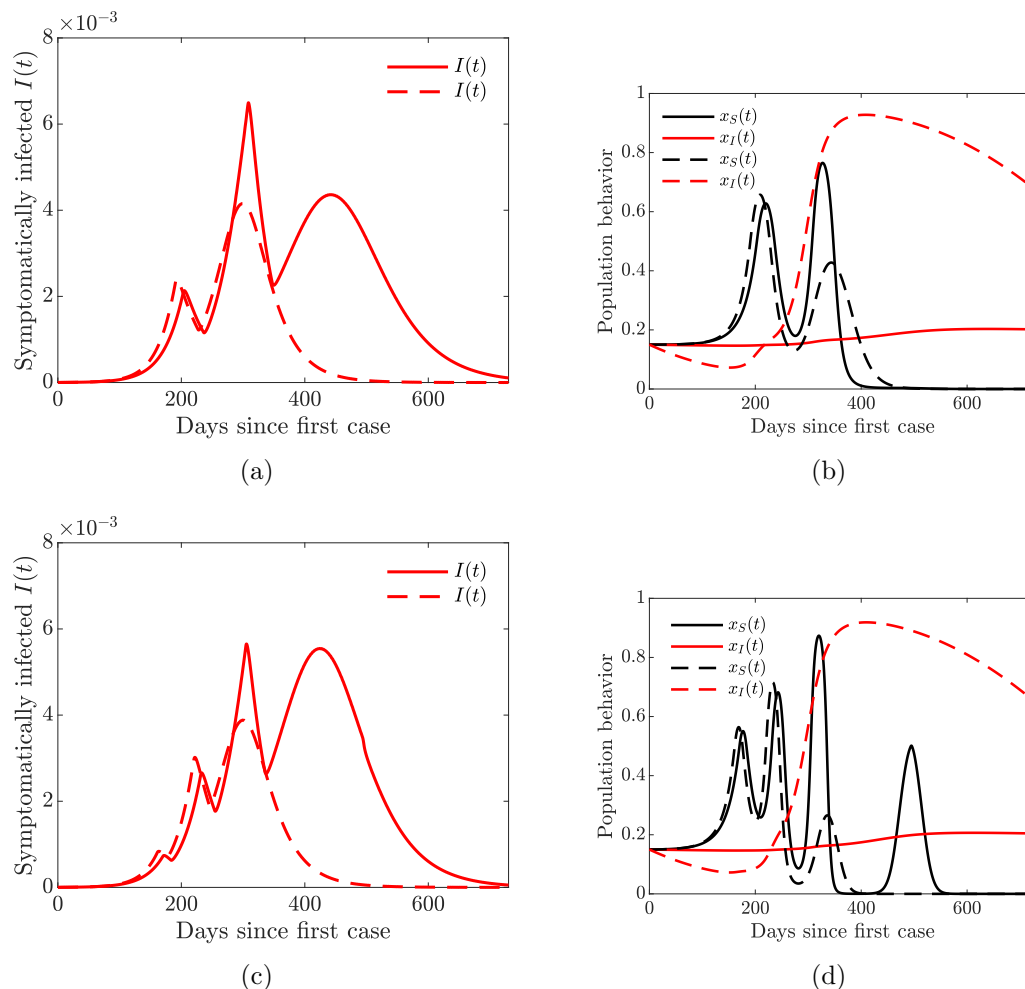 ×10⁻³
8
6
4
2
0
Symptomatically infected I(t)
I(t)
I(t)
0 200 400 600
Days since first case
(a)
1
0.8
0.6
0.4
0.2
0
Population behavior
x_S(t)
x_I(t)
x_S(t)
x_I(t)
0 200 400 600
Days since first case
(b)
×10⁻³
8
6
4
2
0
Symptomatically infected I(t)
I(t)
I(t)
0 200 400 600
Days since first case
(c)
1
0.8
0.6
0.4
0.2
0
Population behavior
x_S(t)
x_I(t)
x_S(t)
x_I(t)
0 200 400 600
Days since first case
(d)